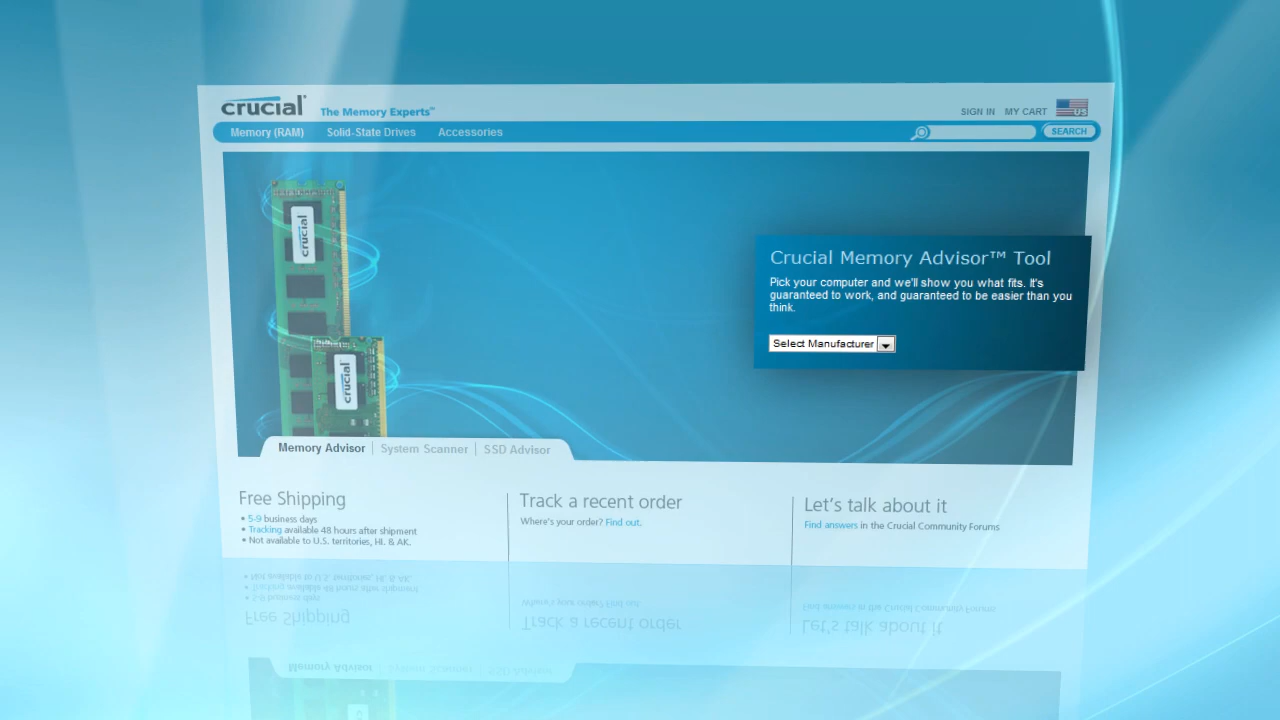 crucial
The Memory Experts™
SIGN IN MY CART US
Memory (RAM) Solid-State Drives Accessories
SEARCH
crucial
crucial
Crucial Memory Advisor™ Tool
Pick your computer and we'll show you what fits. It's
guaranteed to work, and guaranteed to be easier than you
think.
Select Manufacturer
Memory Advisor | System Scanner | SSD Advisor
Free Shipping
• 5-9 business days
• Tracking available 48 hours after shipment
• Not available to U.S. territories, HI. & AK.
Track a recent order
Where's your order? Find out.
Let's talk about it
Find answers in the Crucial Community Forums